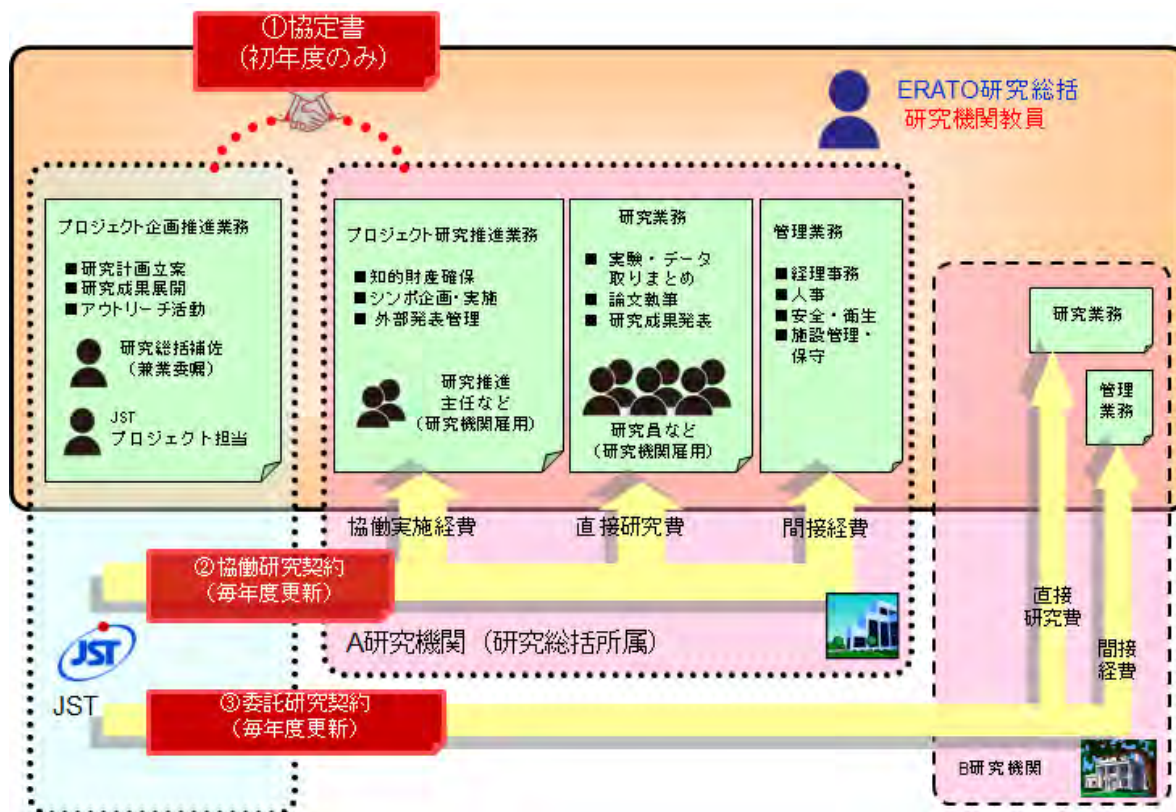 ①協定書
(初年度のみ)
ERATO研究総括
研究機関教員
プロジェクト企画推進業務
■研究計画立案
■研究成果展開
■アウトリーチ活動
研究総括補佐
(兼業委嘱)
JST
プロジェクト担当
プロジェクト研究推進業務
■知的財産確保
■シンポ企画・実施
■外部発表管理
研究推進
主任など
(研究機関雇用)
研究業務
■ 実験・データ
取りまとめ
■ 論文執筆
■ 研究成果発表
研究員など
(研究機関雇用)
管理業務
■経理事務
■人事
■安全・衛生
■施設管理・
保守
研究業務
管理
業務
協働実施経費
直接研究費
間接経費
②協働研究契約
(毎年度更新)
A研究機関（研究総括所属）
直接
研究費
間接
経費
JST
JST
③委託研究契約
(毎年度更新)
B研究機関